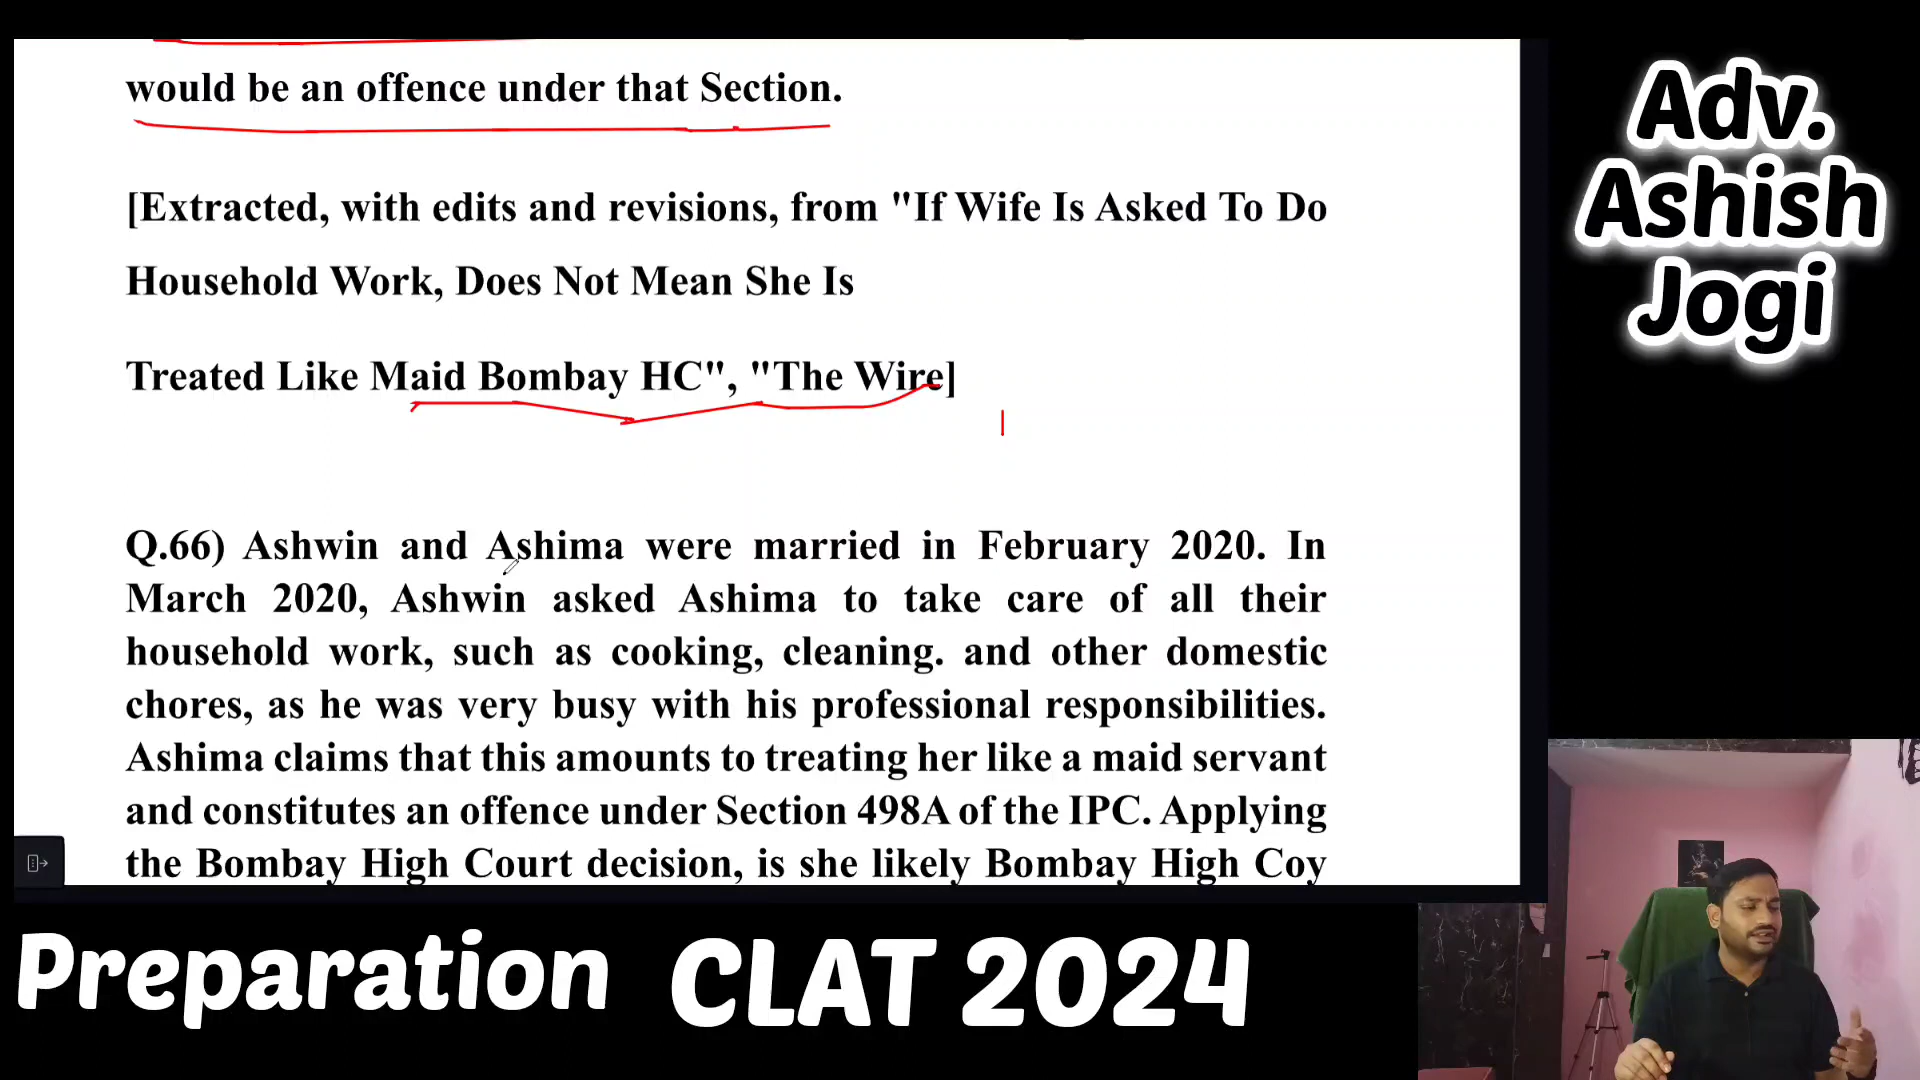 would be an offence under that Section.
[Extracted, with edits and revisions, from "If Wife Is Asked To Do
Household Work, Does Not Mean She Is
Treated Like Maid Bombay HC", "The Wire]
Q.66) Ashwin and Ashima were married in February 2020. In
March 2020, Ashwin asked Ashima to take care of all their
household work, such as cooking, cleaning. and other domestic
chores, as he was very busy with his professional responsibilities.
Ashima claims that this amounts to treating her like a maid servant
and constitutes an offence under Section 498A of the IPC. Applying
the Bombay High Court decision, is she likely Bombay High Coy
Adv.
Ashish
Jogi
Preparation CLAT 2024